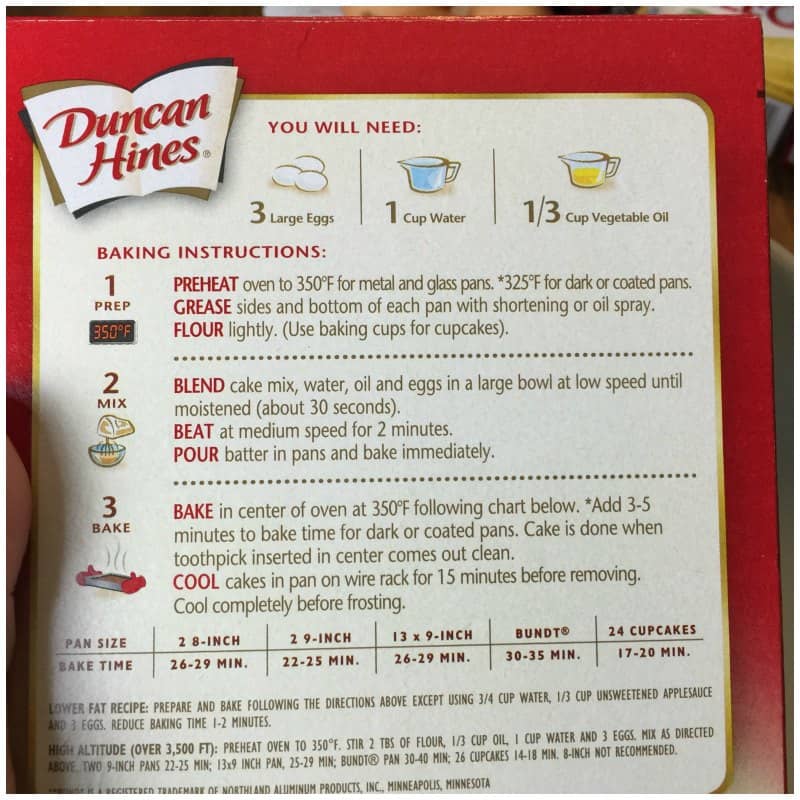 Duncan
Hines®
YOU WILL NEED:
3 Large Eggs
1 Cup Water
1/3 Cup Vegetable Oil
BAKING INSTRUCTIONS:
1
PREP
350°F
PREHEAT oven to 350°F for metal and glass pans. *325°F for dark or coated pans.
GREASE sides and bottom of each pan with shortening or oil spray.
FLOUR lightly. (Use baking cups for cupcakes).
2
MIX
BLEND cake mix, water, oil and eggs in a large bowl at low speed until
moistened (about 30 seconds).
BEAT at medium speed for 2 minutes.
POUR batter in pans and bake immediately.
3
BAKE
BAKE in center of oven at 350°F following chart below. *Add 3-5
minutes to bake time for dark or coated pans. Cake is done when
toothpick inserted in center comes out clean.
COOL cakes in pan on wire rack for 15 minutes before removing.
Cool completely before frosting.
PAN SIZE 2 8-INCH 2 9-INCH 13 x 9-INCH BUNDT® 24 CUPCAKES
BAKE TIME 26-29 MIN. 22-25 MIN. 26-29 MIN. 30-35 MIN. 17-20 MIN.
LOWER FAT RECIPE: PREPARE AND BAKE FOLLOWING THE DIRECTIONS ABOVE EXCEPT USING 3/4 CUP WATER, 1/3 CUP UNSWEETENED APPLESAUCE
AND 3 EGGS. REDUCE BAKING TIME 1-2 MINUTES.
HIGH ALTITUDE (OVER 3,500 FT): PREHEAT OVEN TO 350°F. STIR 2 TBS OF FLOUR, 1/3 CUP OIL, 1 CUP WATER AND 3 EGGS. MIX AS DIRECTED
ABOVE. TWO 9-INCH PANS 22-25 MIN; 13x9 INCH PAN, 25-29 MIN; BUNDT® PAN 30-40 MIN; 26 CUPCAKES 14-18 MIN. 8-INCH NOT RECOMMENDED.
IS A REGISTERED TRADEMARK OF NORTHLAND ALUMINUM PRODUCTS, INC., MINNEAPOLIS, MINNESOTA